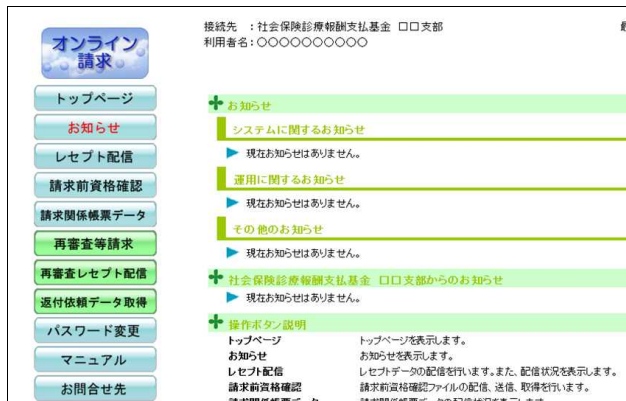 接続先 ：社会保険診療報酬支払基金 口口支部
利用者名：○○○○○○○○○○
オンライン
請求
トップページ
お知らせ
レセプト配信
請求前資格確認
請求関係帳票データ
再審査等請求
再審査レセプト配信
返付依頼データ取得
パスワード変更
マニュアル
お問合せ先
お知らせ
システムに関するお知らせ
現在お知らせはありません。
運用に関するお知らせ
現在お知らせはありません。
その他のお知らせ
現在お知らせはありません。
社会保険診療報酬支払基金 口口支部からのお知らせ
現在お知らせはありません。
操作ボタン説明
トップページ トップページを表示します。
お知らせ お知らせを表示します。
レセプト配信 レセプトデータの配信を行います。また、配信状況を表示します。
請求前資格確認 請求前資格確認ファイルの配信、送信、取得を行います。